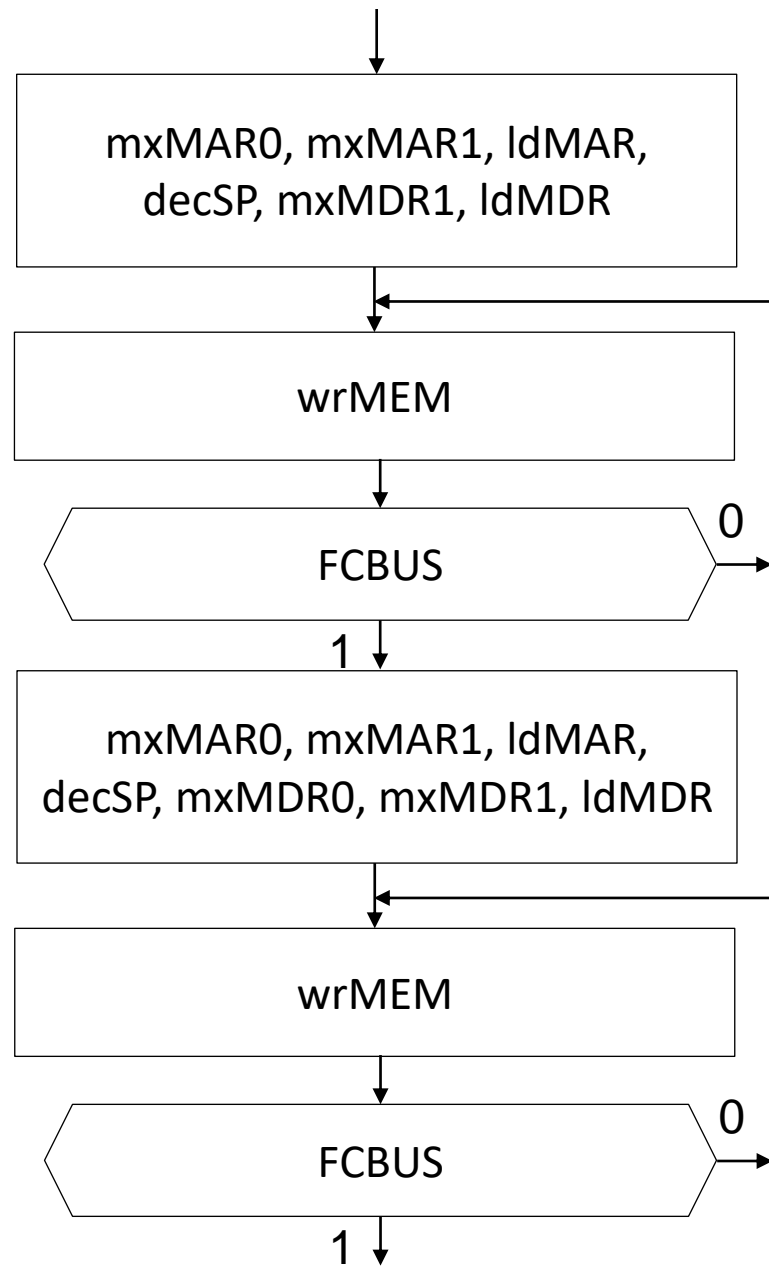 mxMAR0, mxMAR1, ldMAR,
decSP, mxMDR1, ldMDR
wrMEM
0
FCBUS
1
mxMAR0, mxMAR1, ldMAR,
decSP, mxMDR0, mxMDR1, ldMDR
wrMEM
0
FCBUS
1